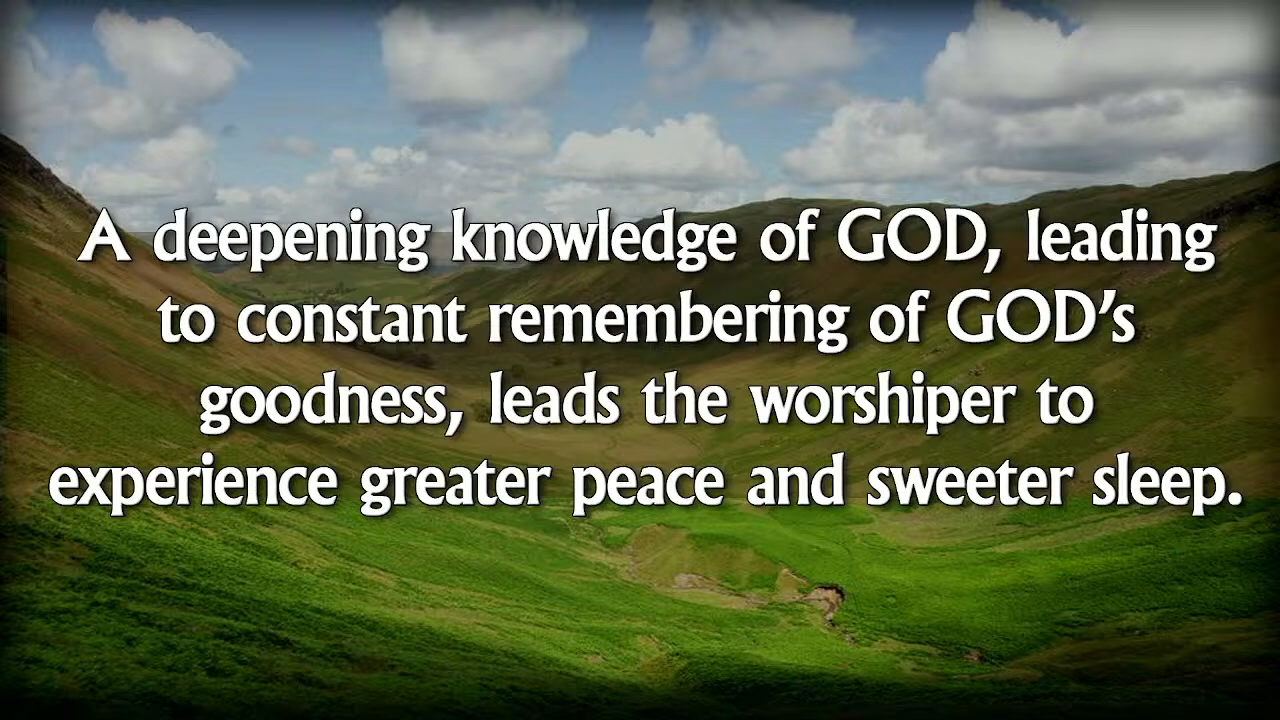 A deepening knowledge of GOD, leading
to constant remembering of GOD’s
goodness, leads the worshiper to
experience greater peace and sweeter sleep.